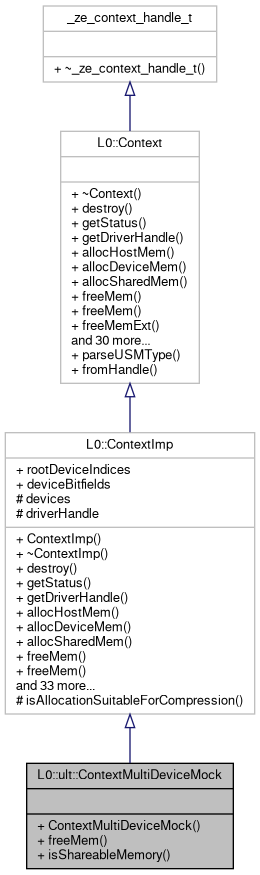 _ze_context_handle_t
+ ~_ze_context_handle_t()
L0::Context
+ ~Context()
+ destroy()
+ getStatus()
+ getDriverHandle()
+ allocHostMem()
+ allocDeviceMem()
+ allocSharedMem()
+ freeMem()
+ freeMem()
+ freeMemExt()
and 30 more...
+ parseUSMType()
+ fromHandle()
L0::ContextImp
+ rootDeviceIndices
+ deviceBitfields
# devices
# driverHandle
+ ContextImp()
+ ~ContextImp()
+ destroy()
+ getStatus()
+ getDriverHandle()
+ allocHostMem()
+ allocDeviceMem()
+ allocSharedMem()
+ freeMem()
+ freeMem()
and 33 more...
# isAllocationSuitableForCompression()
L0::ult::ContextMultiDeviceMock
+ ContextMultiDeviceMock()
+ freeMem()
+ isShareableMemory()